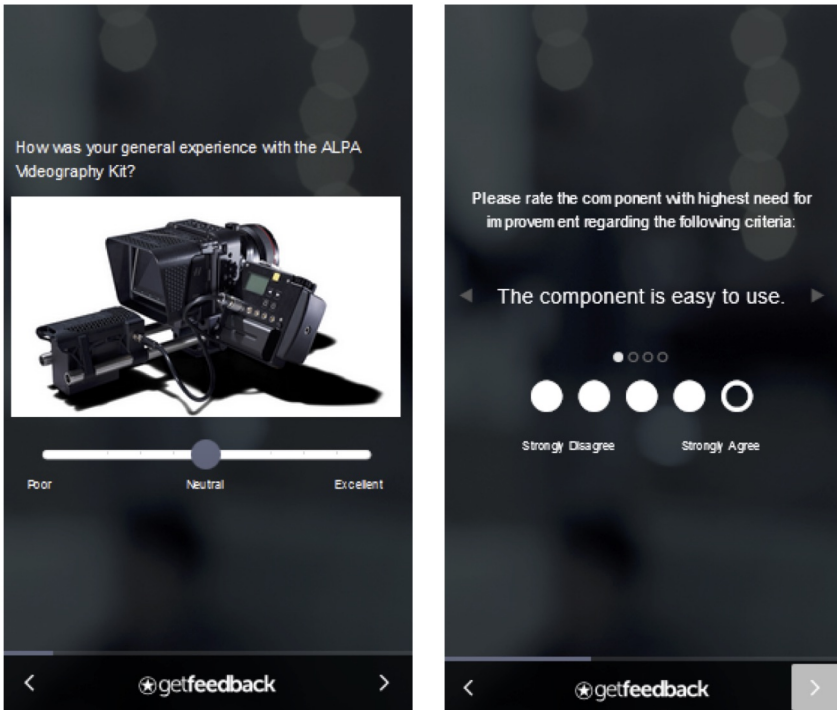 How was your general experience with the ALPA
Videography Kit?
Poor Neutral Excellent
getfeedback
Please rate the component with highest need for
improvement regarding the following criteria:
The component is easy to use.
Strongly Disagree Strongly Agree
getfeedback